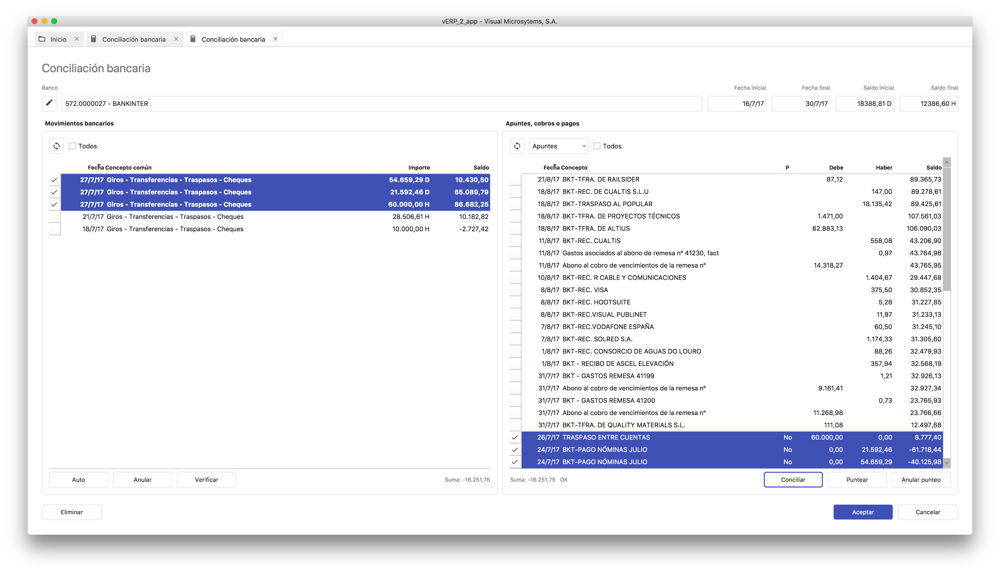 vERP_2_app - Visual Microsytems, S.A.
Inicio Conciliación bancaria Conciliación bancaria
Conciliación bancaria
Banco Fecha inicial Fecha final Saldo inicial Saldo final
572.0000027 - BANKINTER 16/7/17 30/7/17 18388,81 D 12386,60 H
Movimientos bancarios
Todos
Fecha Concepto común Importe Saldo
27/7/17 Giros - Transferencias - Traspasos - Cheques 54.659,29 D 10.430,50
27/7/17 Giros - Transferencias - Traspasos - Cheques 21.592,46 D 65.089,79
27/7/17 Giros - Transferencias - Traspasos - Cheques 60.000,00 H 86.682,25
21/7/17 Giros - Transferencias - Traspasos - Cheques 28.506,61 H 10.182,82
18/7/17 Giros - Transferencias - Traspasos - Cheques 10.000,00 H -2.727,42
Auto Anular Verificar Suma: -16.251,75
Apuntes, cobros o pagos
Apuntes Todos
Fecha Concepto P Debe Haber Saldo
21/8/17 BKT-TFRA. DE RAILSIDER 87,12 89.365,73
18/8/17 BKT-REC. DE CUALTIS S.L.U 147,00 89.278,61
18/8/17 BKT-TRASPASO AL POPULAR 18.135,42 89.425,61
18/8/17 BKT-TFRA. DE PROYECTOS TÉCNICOS 1.471,00 107.561,03
18/8/17 BKT-TFRA. DE ALTIUS 62.883,13 106.090,03
11/8/17 BKT-REC. CUALTIS 558,08 43.206,90
11/8/17 Gastos asociados al abono de remesa nº 41230, fact 0,97 43.764,98
11/8/17 Abono al cobro de vencimientos de la remesa nº 14.318,27 43.765,95
10/8/17 BKT-REC. R CABLE Y COMUNICACIONES 1.404,67 29.447,68
8/8/17 BKT-REC. VISA 375,50 30.852,35
8/8/17 BKT-REC. HOOTSUITE 5,28 31.227,85
8/8/17 BKT-REC.VISUAL PUBLINET 11,97 31.233,13
7/8/17 BKT-REC.VODAFONE ESPAÑA 60,50 31.245,10
7/8/17 BKT-REC. SOLRED S.A. 1.174,33 31.305,60
1/8/17 BKT-REC. CONSORCIO DE AGUAS DO LOURO 88,26 32.479,93
1/8/17 BKT - RECIBO DE ASCEL ELEVACIÓN 357,94 32.568,19
31/7/17 BKT - GASTOS REMESA 41199 1,21 32.926,13
31/7/17 Abono al cobro de vencimientos de la remesa nº 9.161,41 32.927,34
31/7/17 BKT - GASTOS REMESA 41200 0,73 23.765,93
31/7/17 Abono al cobro de vencimientos de la remesa nº 11.268,98 23.766,66
31/7/17 BKT-TFRA. DE QUALITY MATERIALS S.L. 111,08 12.497,68
26/7/17 TRASPASO ENTRE CUENTAS No 60.000,00 0,00 8.777,40
24/7/17 BKT-PAGO NÓMINAS JULIO No 0,00 21.592,46 -61.718,44
24/7/17 BKT-PAGO NÓMINAS JULIO No 0,00 54.659,29 -40.125,98
Suma: -16.251,75 OK Conciliar Puntear Anular punteo
Eliminar Aceptar Cancelar